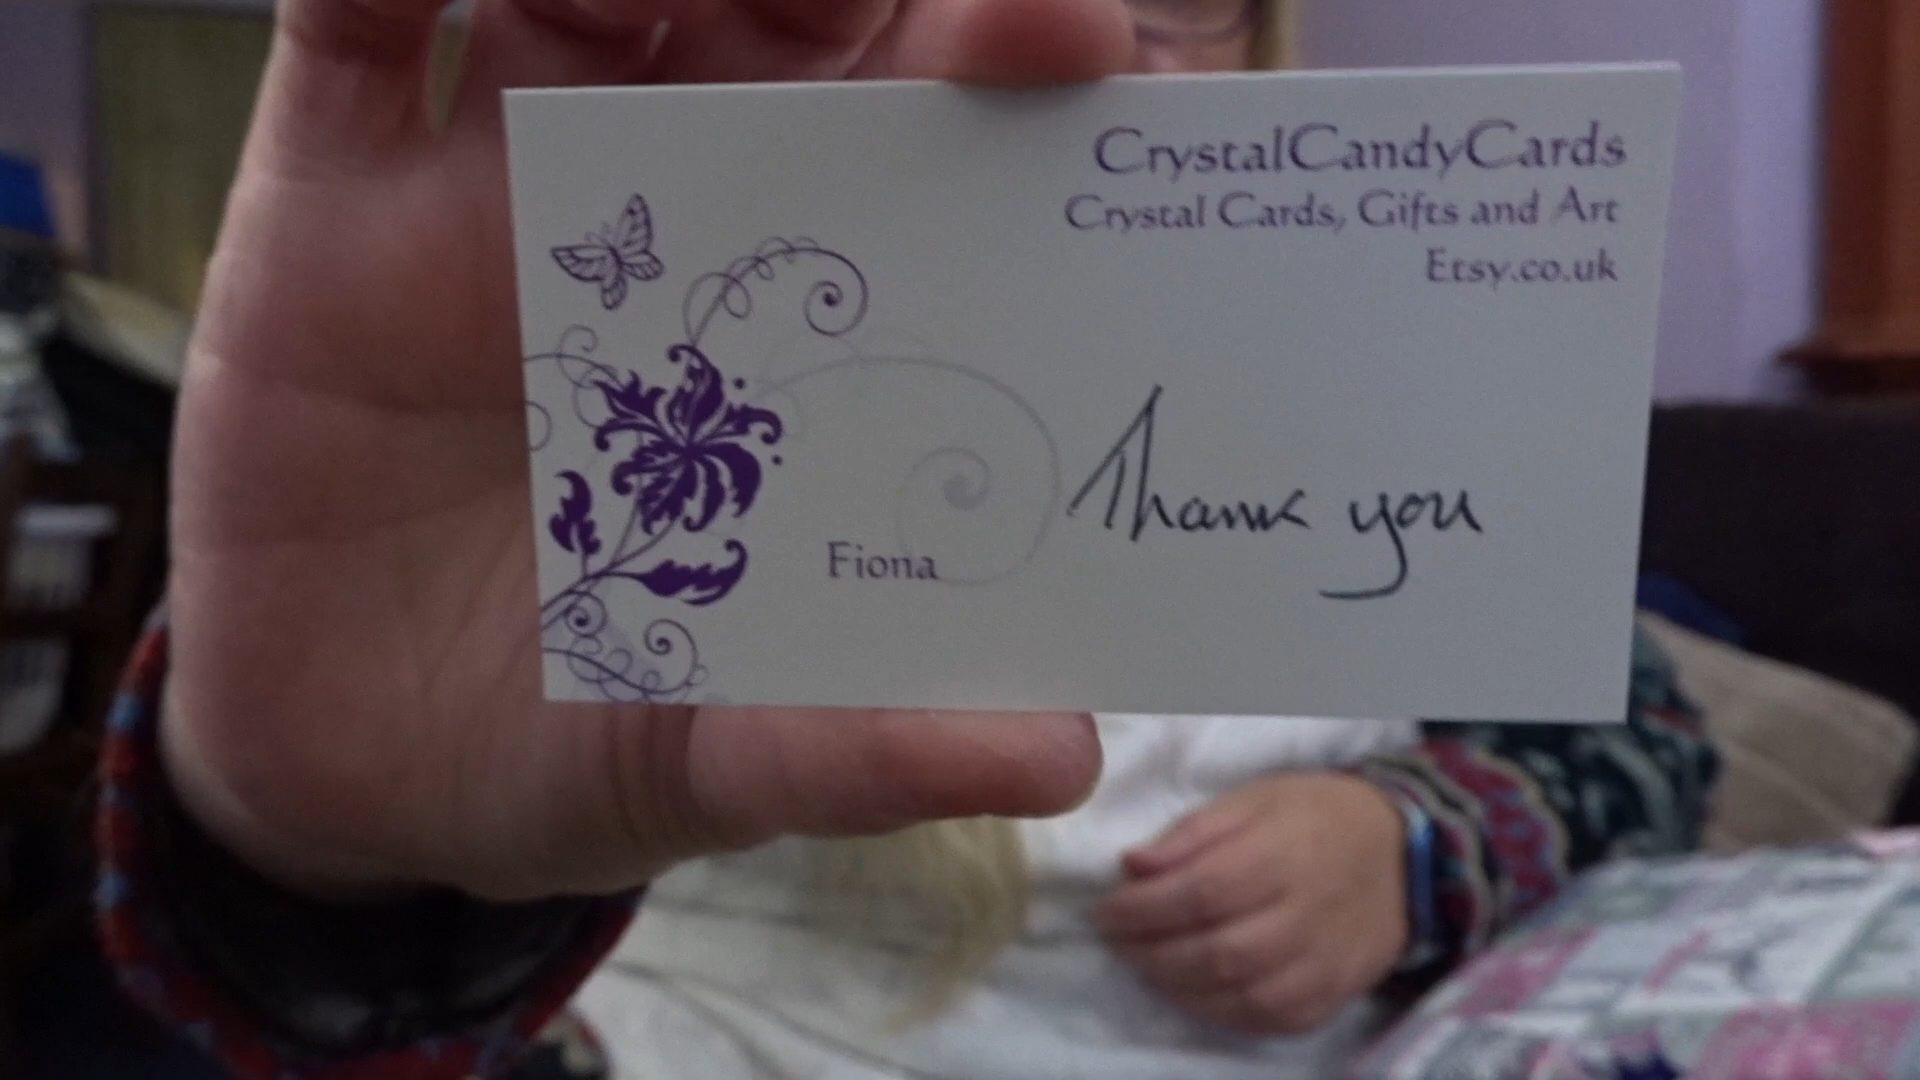 CrystalCandyCards
Crystal Cards, Gifts and Art
Etsy.co.uk
Thank you
Fiona